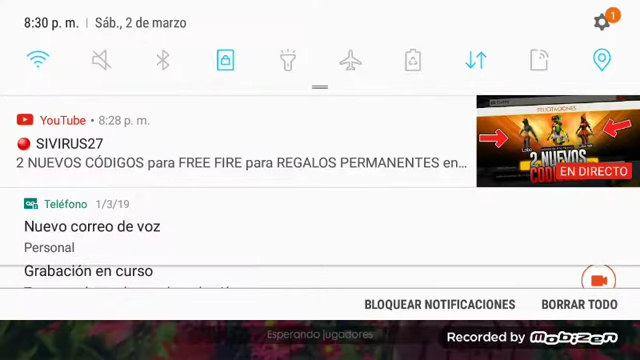 8:30 p. m. | Sáb., 2 de marzo
1
YouTube • 8:28 p. m.
SIVIRUS27
2 NUEVOS CÓDIGOS para FREE FIRE para REGALOS PERMANENTES en...
2 NUEVOS
EN DIRECTO
Teléfono 1/3/19
Nuevo correo de voz
Personal
Grabación en curso
BLOQUEAR NOTIFICACIONES BORRAR TODO
Esperando jugadores
Recorded by mobizen